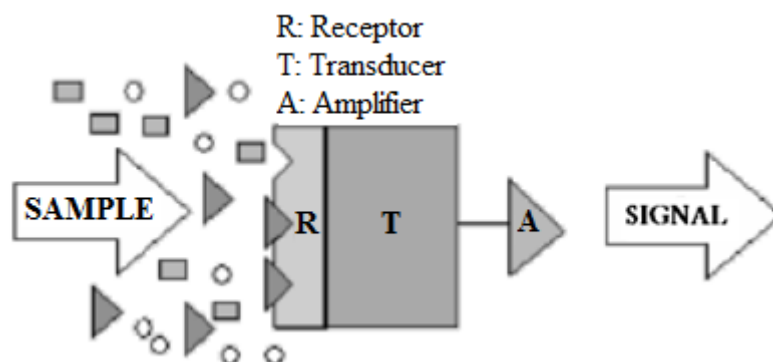 R: Receptor
T: Transducer
A: Amplifier
SAMPLE
R
T
A
SIGNAL